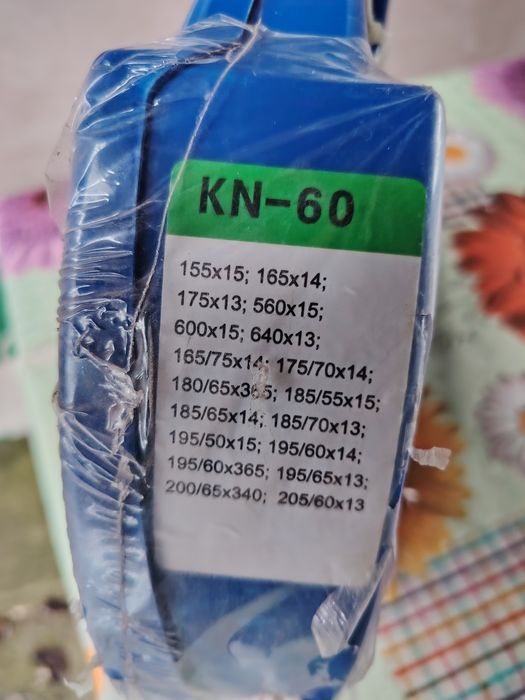 KN-60
155x15; 165x14;
175x13; 560x15;
600x15; 640x13;
165/75x14; 175/70x14;
180/65x365; 185/55x15;
185/65x14; 185/70x13;
195/50x15; 195/60x14;
195/60x365; 195/65x13;
200/65x340; 205/60x13